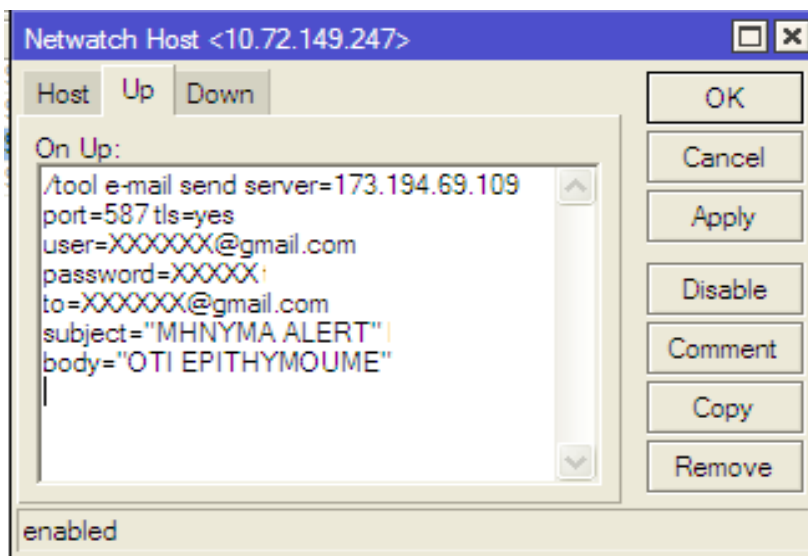 Netwatch Host <10.72.149.247>
Host Up Down
On Up:
/tool e-mail send server=173.194.69.109
port=587 tls=yes
user=XXXXXX@gmail.com
password=XXXXX
to=XXXXXX@gmail.com
subject="MHNYMA ALERT"
body="OTI EPITHYMOUME"
OK
Cancel
Apply
Disable
Comment
Copy
Remove
enabled